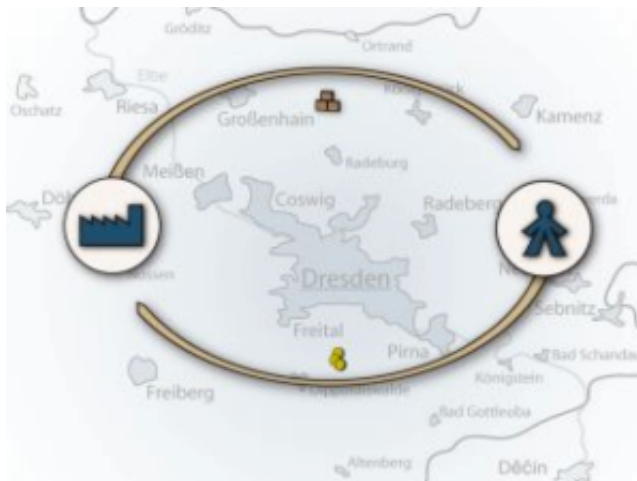 Gröditz
Ortrand
Elbe
Oschatz
Riesa
Großenhain
Kamenz
Meißen
Radeburg
Coswig
Radeberg
Dresden
Sebnitz
Freital
Pirna
Bad Schandau
Königstein
Freiberg
Bad Gottleuba
Altenberg
Děčín